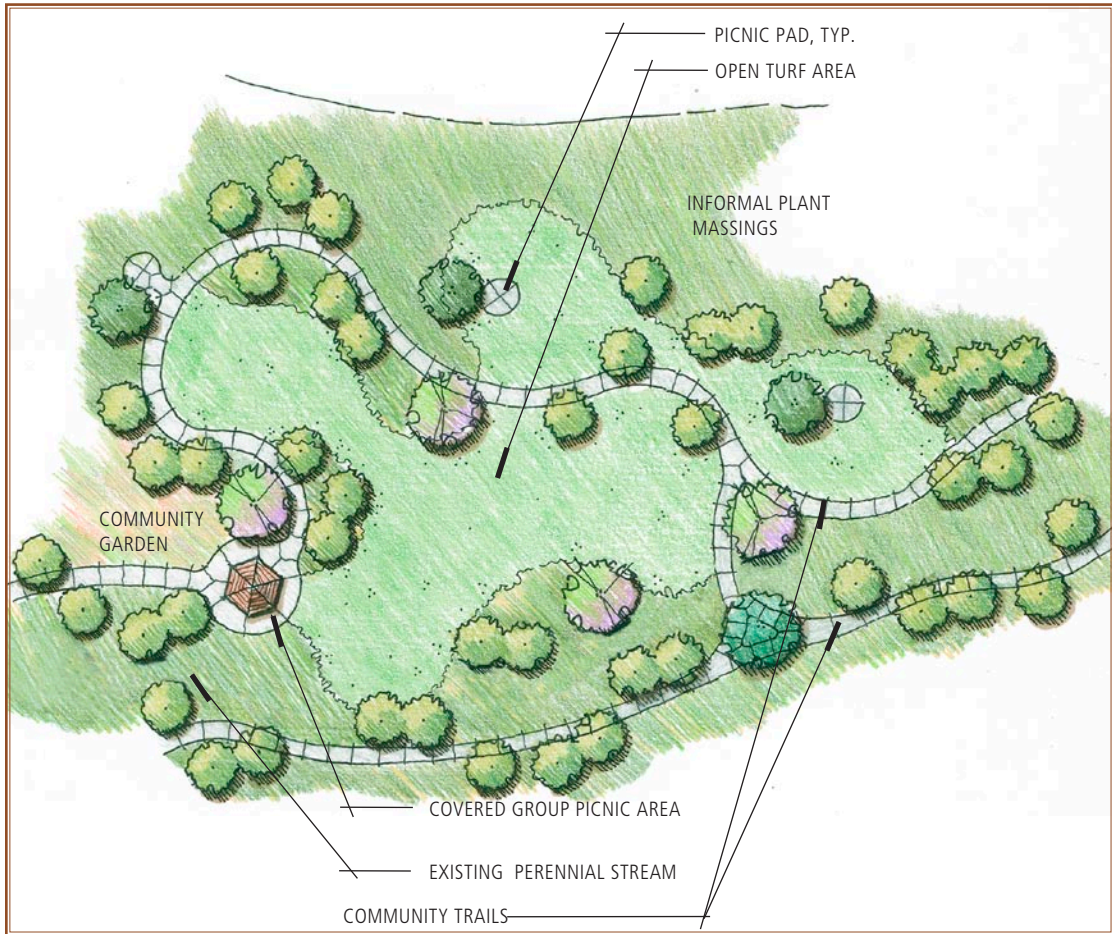 PICNIC PAD, TYP.
OPEN TURF AREA
INFORMAL PLANT
MASSINGS
COMMUNITY
GARDEN
COVERED GROUP PICNIC AREA
EXISTING PERENNIAL STREAM
COMMUNITY TRAILS